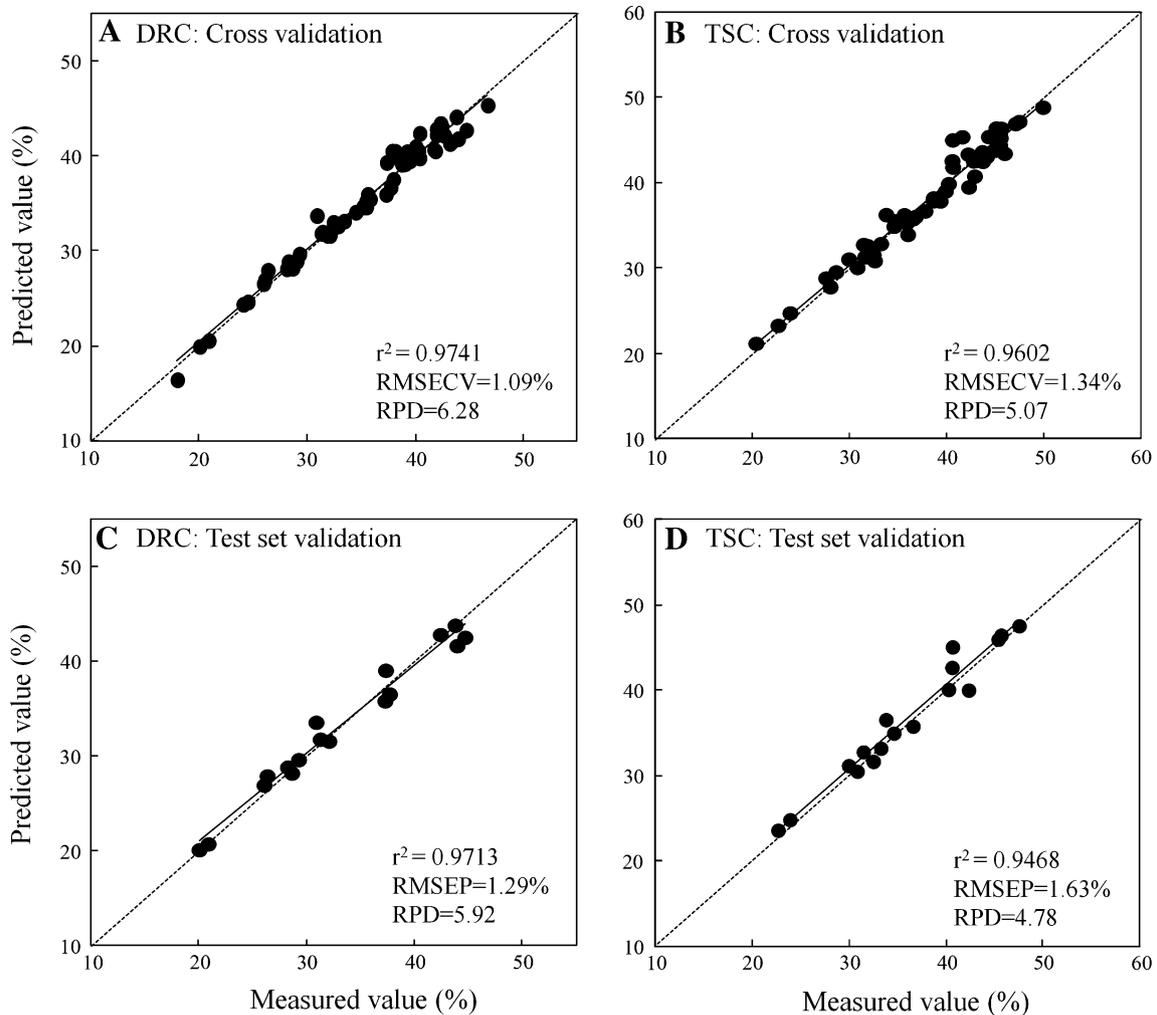 A DRC: Cross validation
50
40
30
20
10
10 20 30 40 50
r² = 0.9741
RMSECV=1.09%
RPD=6.28
B TSC: Cross validation
60
50
40
30
20
10
10 20 30 40 50 60
r² = 0.9602
RMSECV=1.34%
RPD=5.07
Predicted value (%)
C DRC: Test set validation
50
40
30
20
10
10 20 30 40 50
r² = 0.9713
RMSEP=1.29%
RPD=5.92
D TSC: Test set validation
60
50
40
30
20
10
10 20 30 40 50 60
r² = 0.9468
RMSEP=1.63%
RPD=4.78
Predicted value (%)
Measured value (%)
Measured value (%)